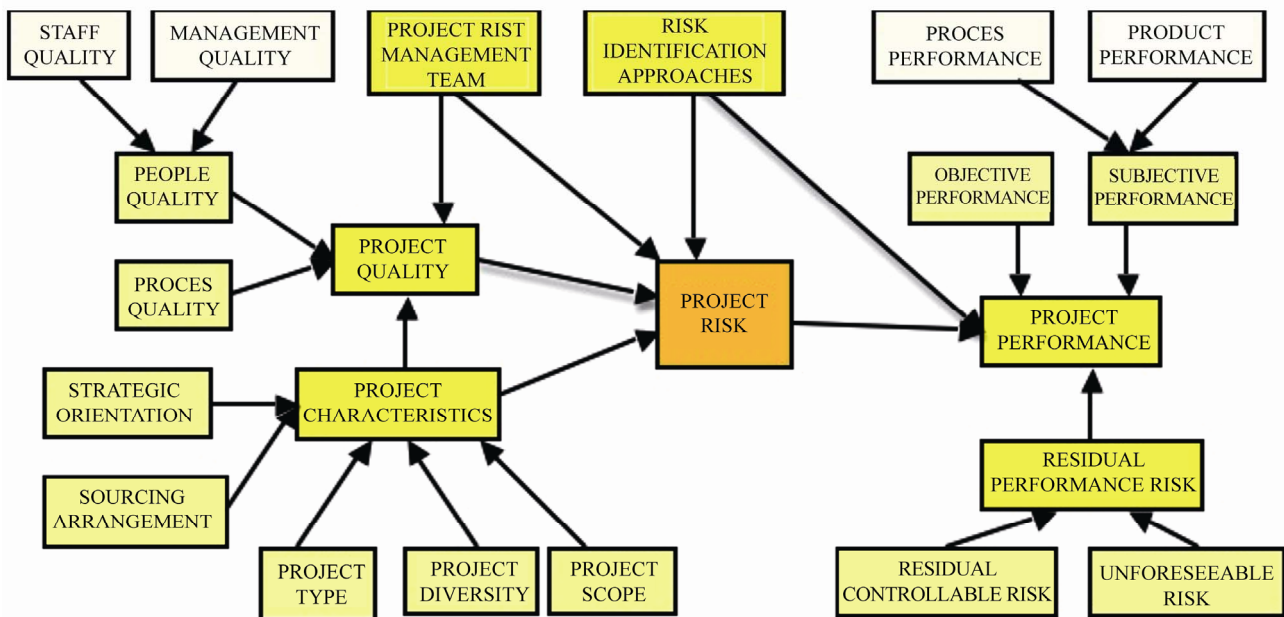 STAFF
QUALITY
MANAGEMENT
QUALITY
PROJECT RIST
MANAGEMENT
TEAM
RISK
IDENTIFICATION
APPROACHES
PROCES
PERFORMANCE
PRODUCT
PERFORMANCE
PEOPLE
QUALITY
OBJECTIVE
PERFORMANCE
SUBJECTIVE
PERFORMANCE
PROJECT
QUALITY
PROCES
QUALITY
PROJECT
RISK
PROJECT
PERFORMANCE
STRATEGIC
ORIENTATION
PROJECT
CHARACTERISTICS
RESIDUAL
PERFORMANCE RISK
SOURCING
ARRANGEMENT
PROJECT
TYPE
PROJECT
DIVERSITY
PROJECT
SCOPE
RESIDUAL
CONTROLLABLE RISK
UNFORESEEABLE
RISK